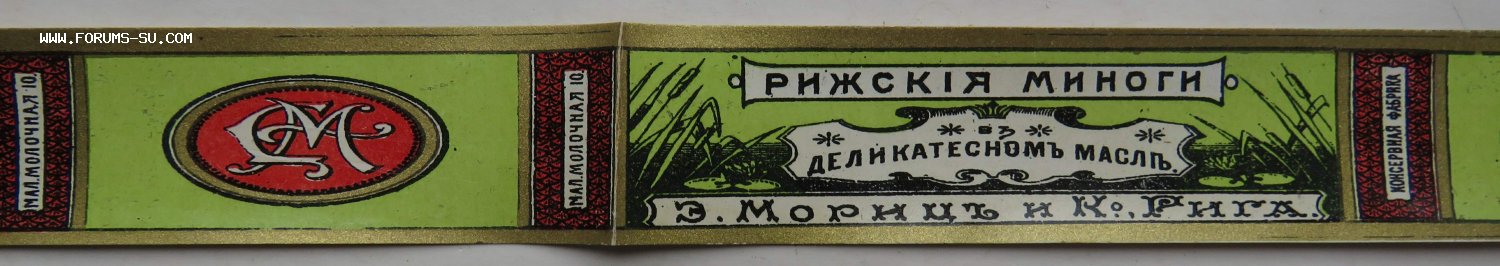 WWW.FORUMS-SU.COM
МАЛ. МОЛОЧНАЯ 10.
ЭМ
МАЛ. МОЛОЧНАЯ 10.
РИЖСКIЯ МИНОГИ
ВЪ
ДЕЛИКАТЕСНОМЪ МАСЛѢ.
Э. МОРИЦЪ и Ко, РИГА.
КОНСЕРВНАЯ ФАБРИКА